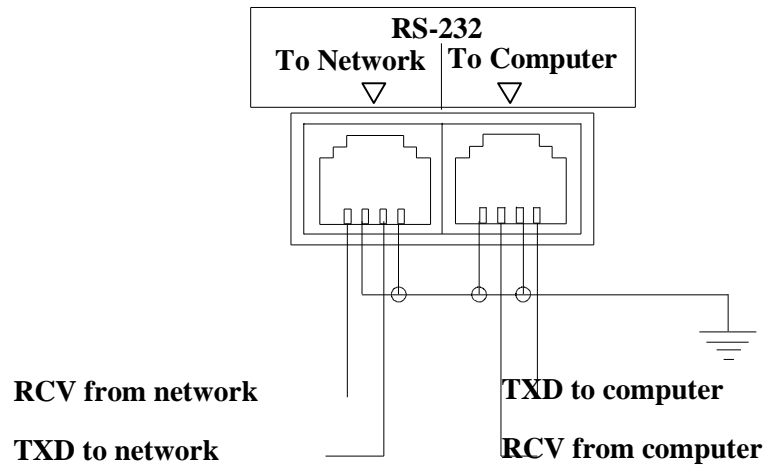 RS-232
To Network To Computer
RCV from network
TXD to computer
TXD to network
RCV from computer